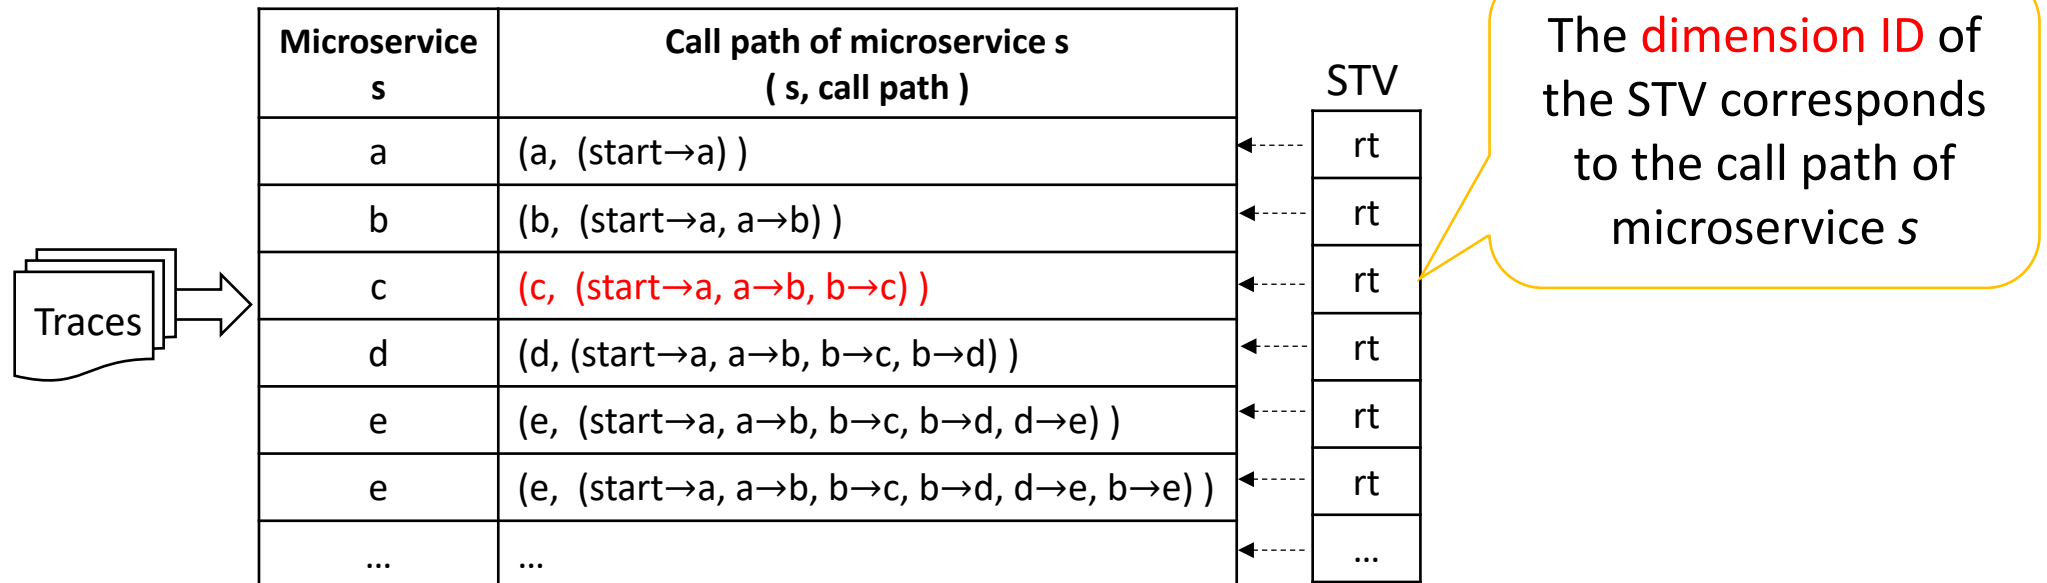 Microservice s
Call path of microservice s
( s, call path )
a
(a, (start→a) )
b
(b, (start→a, a→b) )
c
(c, (start→a, a→b, b→c) )
d
(d, (start→a, a→b, b→c, b→d) )
e
(e, (start→a, a→b, b→c, b→d, d→e) )
e
(e, (start→a, a→b, b→c, b→d, d→e, b→e) )
...
...
Traces
STV
rt
rt
rt
rt
rt
rt
...
The dimension ID of
the STV corresponds
to the call path of
microservice s